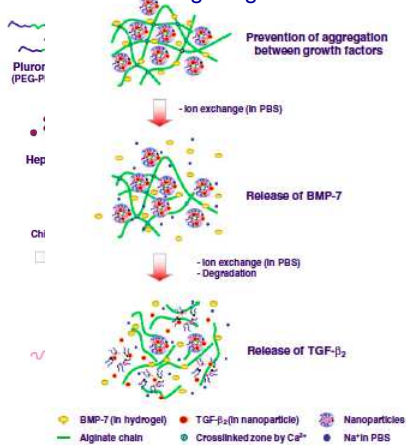 Prevention of aggregation
between growth factors
Pluron
(PEG-P
- Ion exchange (in PBS)
Hep
Release of BMP-7
Chi
- Ion exchange (in PBS)
- Degradation
Release of TGF-β₂
BMP-7 (in hydrogel)
TGF-β₂ (in nanoparticle)
Nanoparticles
Alginate chain
Crosslinked zone by Ca²⁺
Na⁺in PBS